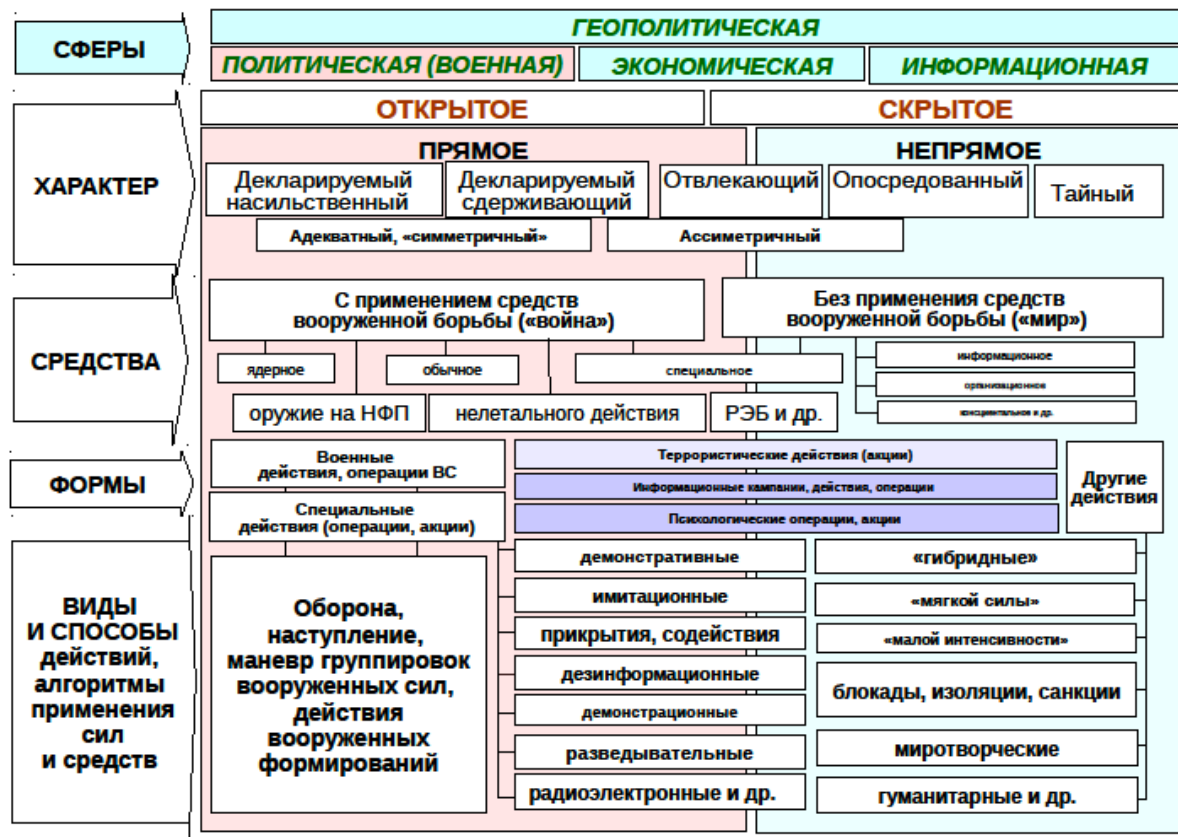 СФЕРЫ
ГЕОПОЛИТИЧЕСКАЯ
ПОЛИТИЧЕСКАЯ (ВОЕННАЯ)
ЭКОНОМИЧЕСКАЯ
ИНФОРМАЦИОННАЯ
ХАРАКТЕР
ОТКРЫТОЕ
СКРЫТОЕ
ПРЯМОЕ
НЕПРЯМОЕ
Декларируемый
насильственный
Декларируемый
сдерживающий
Отвлекающий
Опосредованный
Тайный
Адекватный, «симметричный»
Ассиметричный
СРЕДСТВА
С применением средств
вооруженной борьбы («война»)
Без применения средств
вооруженной борьбы («мир»)
ядерное
обычное
специальное
информационное
организационное
консциентальное и др.
оружие на НФП
нелетального действия
РЭБ и др.
ФОРМЫ
Военные
действия, операции ВС
Специальные
действия (операции, акции)
Террористические действия (акции)
Информационные кампании, действия, операции
Психологические операции, акции
Другие
действия
ВИДЫ
И СПОСОБЫ
действий,
алгоритмы
применения
сил
и средств
Оборона,
наступление,
маневр группировок
вооруженных сил,
действия
вооруженных
формирований
демонстративные
имитационные
прикрытия, содействия
дезинформационные
демонстрационные
разведывательные
радиоэлектронные и др.
«гибридные»
«мягкой силы»
«малой интенсивности»
блокады, изоляции, санкции
миротворческие
гуманитарные и др.